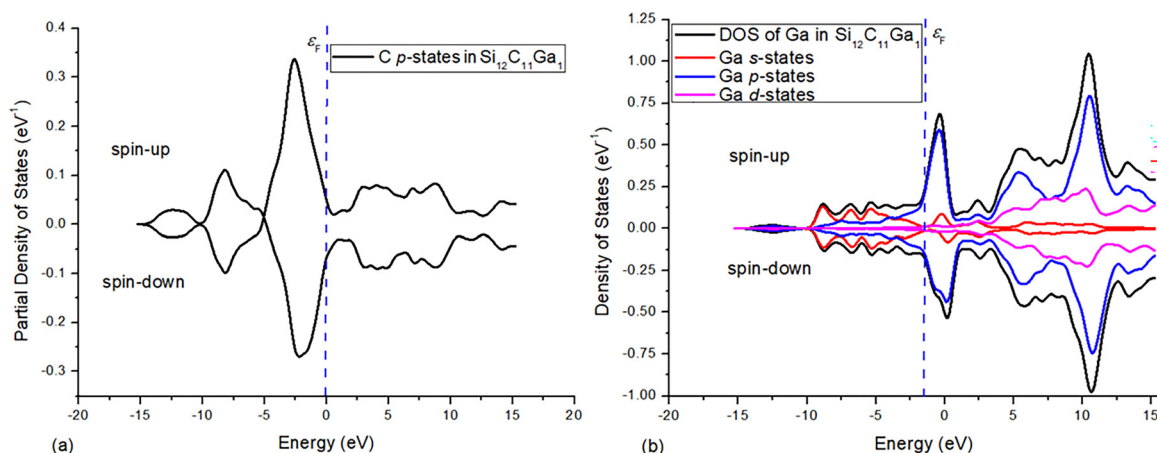 0.4
0.3
0.2
0.1
0.0
-0.1
-0.2
-0.3
Partial Density of States (eV⁻¹)
εF
C p-states in Si₁₂C₁₁Ga₁
spin-up
spin-down
-20 -15 -10 -5 0 5 10 15 20
Energy (eV)
(a)
1.25
1.00
0.75
0.50
0.25
0.00
-0.25
-0.50
-0.75
-1.00
Density of States (eV⁻¹)
DOS of Ga in Si₁₂C₁₁Ga₁
Ga s-states
Ga p-states
Ga d-states
εF
spin-up
spin-down
-20 -15 -10 -5 0 5 10 15
Energy (eV)
(b)